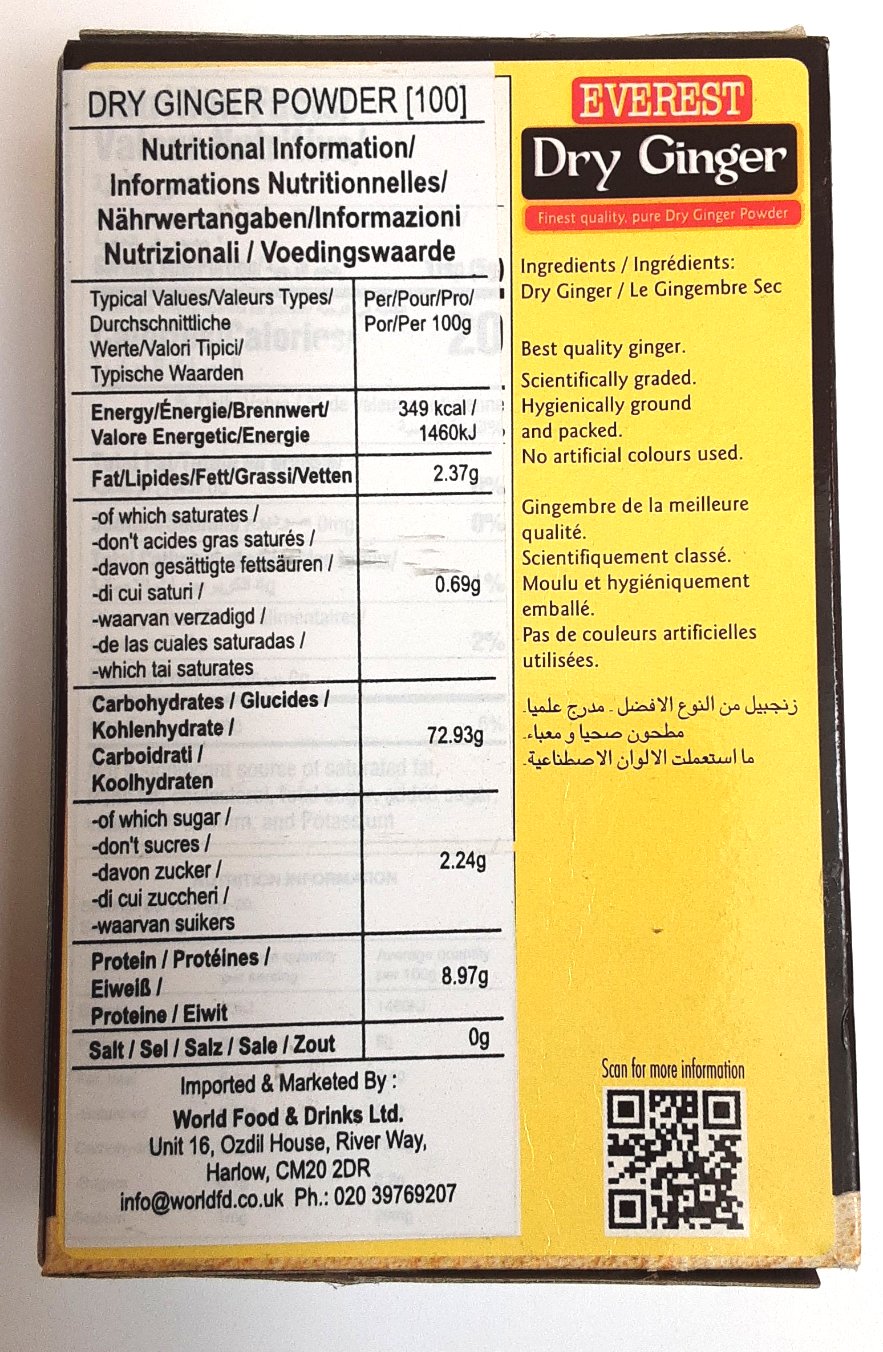 DRY GINGER POWDER [100]
Nutritional Information/
Informations Nutritionnelles/
Nährwertangaben/Informazioni
Nutrizionali / Voedingswaarde
Typical Values/Valeurs Types/
Durchschnittliche
Werte/Valori Tipici/
Typische Waarden
Per/Pour/Pro/
Por/Per 100g
Energy/Énergie/Brennwert/
Valore Energetic/Energie
349 kcal /
1460kJ
Fat/Lipides/Fett/Grassi/Vetten
2.37g
-of which saturates /
-don't acides gras saturés /
-davon gesättigte fettsäuren /
-di cui saturi /
-waarvan verzadigd /
-de las cuales saturadas /
-which tai saturates
0.69g
Carbohydrates / Glucides /
Kohlenhydrate /
Carboidrati /
Koolhydraten
72.93g
-of which sugar /
-don't sucres /
-davon zucker /
-di cui zuccheri /
-waarvan suikers
2.24g
Protein / Protéines /
Eiweiß /
Proteine / Eiwit
8.97g
Salt / Sel / Salz / Sale / Zout
0g
Imported & Marketed By :
World Food & Drinks Ltd.
Unit 16, Ozdil House, River Way,
Harlow, CM20 2DR
info@worldfd.co.uk Ph.: 020 39769207
EVEREST
Dry Ginger
Finest quality, pure Dry Ginger Powder
Ingredients / Ingrédients:
Dry Ginger / Le Gingembre Sec
Best quality ginger.
Scientifically graded.
Hygienically ground
and packed.
No artificial colours used.
Gingembre de la meilleure
qualité.
Scientifiquement classé.
Moulu et hygiéniquement
emballé.
Pas de couleurs artificielles
utilisées.
زنجبيل من النوع الافضل ـ مدرج علميا۔
مطحون صحيا و معباء۔
ما استعملت الالوان الاصطناعية۔
Scan for more information